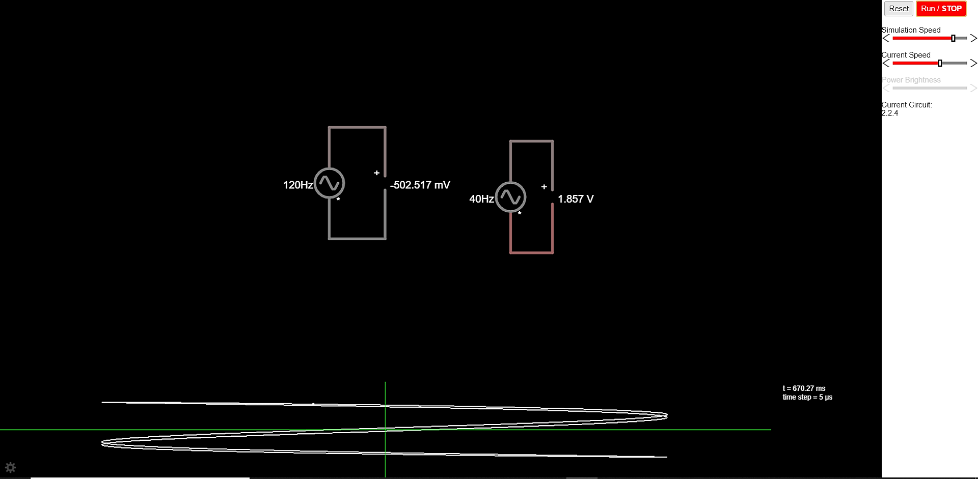 Reset
Run / STOP
Simulation Speed
Current Speed
Power Brightness
Current Circuit:
2.2.4
120Hz
+
-502.517 mV
40Hz
+
1.857 V
t = 670.27 ms
time step = 5 µs